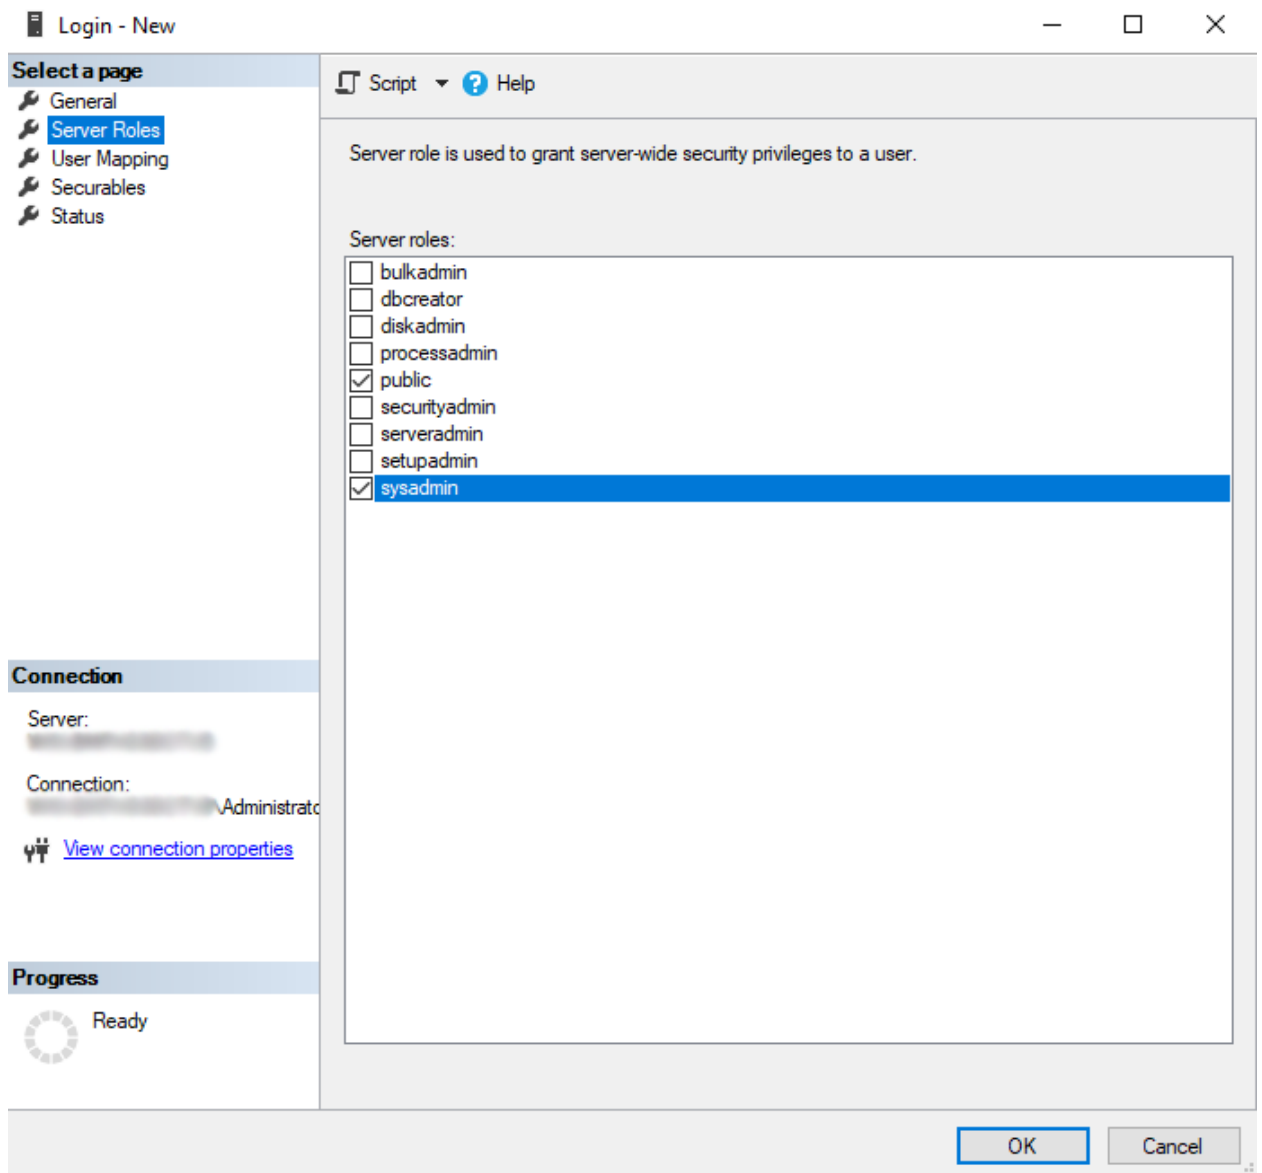 Login - New
Select a page
General
Server Roles
User Mapping
Securables
Status
Script
Help
Server role is used to grant server-wide security privileges to a user.
Server roles:
bulkadmin
dbcreator
diskadmin
processadmin
public
securityadmin
serveradmin
setupadmin
sysadmin
Connection
Server:
Connection:
\Administrato
View connection properties
Progress
Ready
OK
Cancel